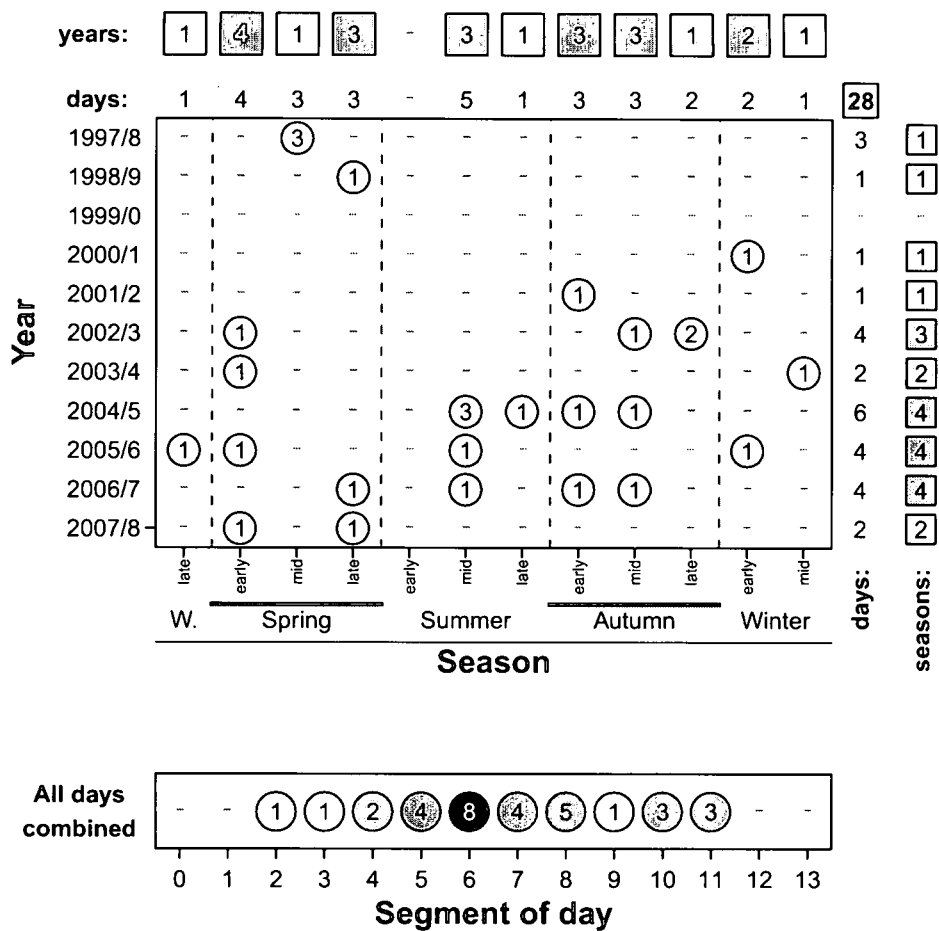 years: 1 4 1 3 - 3 1 3 3 1 2 1
days: 1 4 3 3 - 5 1 3 3 2 2 1 28
1997/8 - - 3 - - - - - - - - - 3 1
1998/9 - - - 1 - - - - - - - - 1 1
1999/0 - - - - - - - - - - - - - -
2000/1 - - - - - - - - - - 1 - 1 1
2001/2 - - - - - - - 1 - - - - 1 1
2002/3 - 1 - - - - - - 1 2 - - 4 3
2003/4 - 1 - - - - - - - - - 1 2 2
2004/5 - - - - - 3 1 1 1 - - - 6 4
2005/6 1 1 - - - 1 - - - - 1 - 4 4
2006/7 - - - 1 - 1 - 1 1 - - - 4 4
2007/8 - 1 - 1 - - - - - - - - 2 2
Year
late early mid late early mid late early mid late early mid
W. Spring Summer Autumn Winter
days: seasons:
Season
All days
combined
- - 1 1 2 4 8 4 5 1 3 3 - -
0 1 2 3 4 5 6 7 8 9 10 11 12 13
Segment of day